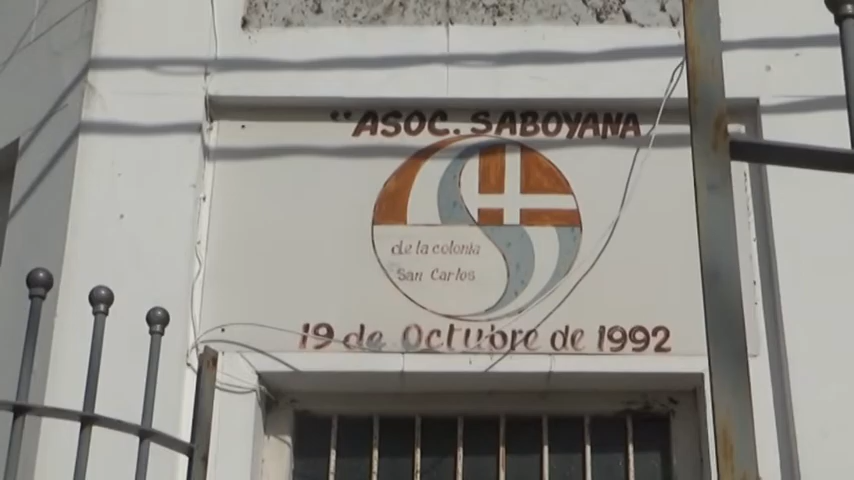 “ ASOC. SABOYANA
de la colonia
San Carlos
19 de Octubre de 1992